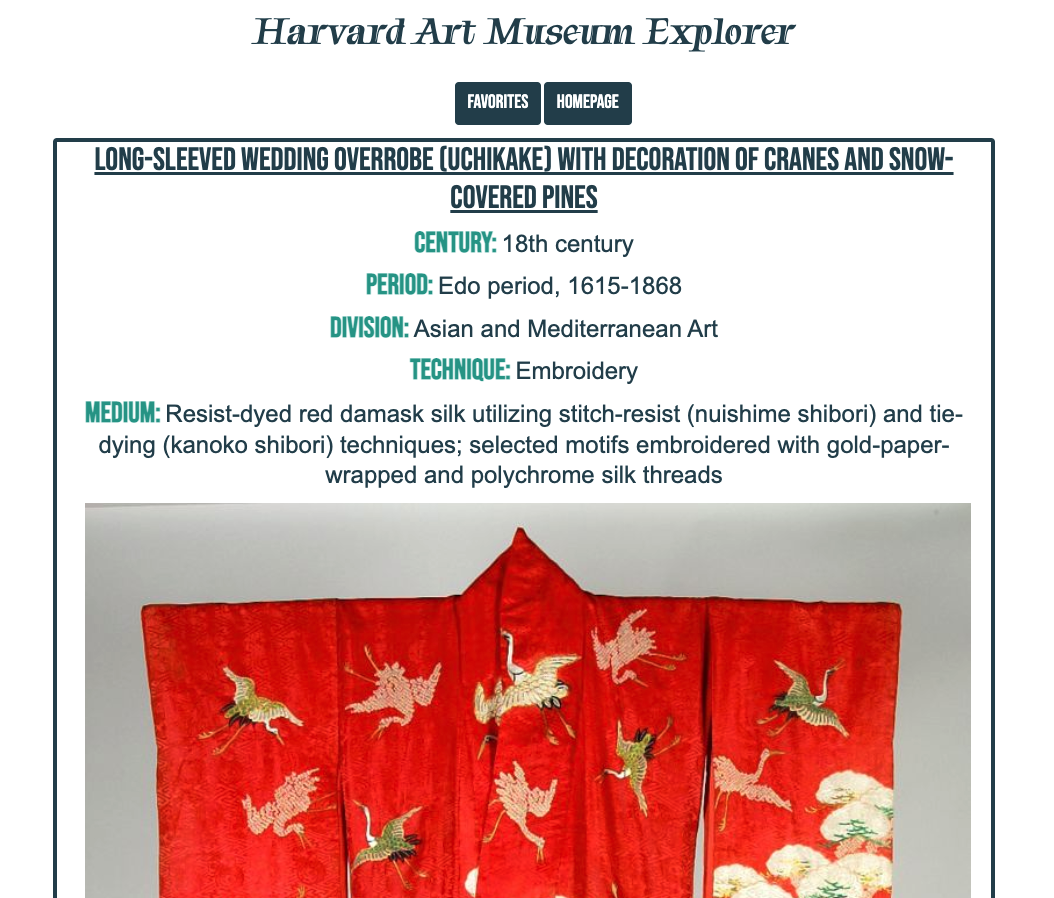 Harvard Art Museum Explorer
FAVORITES HOMEPAGE
LONG-SLEEVED WEDDING OVERROBE (UCHIKAKE) WITH DECORATION OF CRANES AND SNOW-
COVERED PINES
CENTURY: 18th century
PERIOD: Edo period, 1615-1868
DIVISION: Asian and Mediterranean Art
TECHNIQUE: Embroidery
MEDIUM: Resist-dyed red damask silk utilizing stitch-resist (nuishime shibori) and tie-
dying (kanoko shibori) techniques; selected motifs embroidered with gold-paper-
wrapped and polychrome silk threads